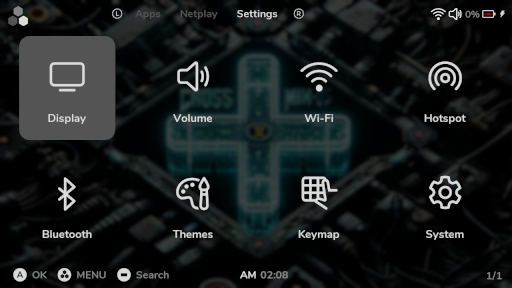 L Apps Netplay Settings R 0%
Display Volume Wi-Fi Hotspot
Bluetooth Themes Keymap System
A OK MENU Search AM 02:08 1/1